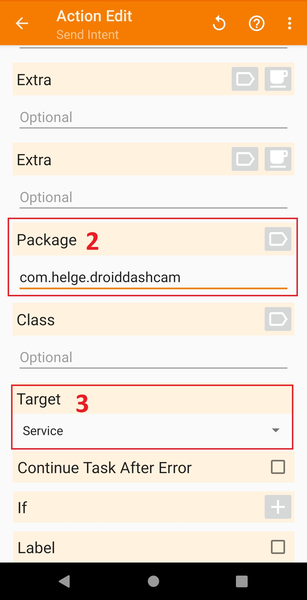 Action Edit
Send Intent
Extra
Optional
Extra
Optional
Package 2
com.helge.droiddashcam
Class
Optional
Target 3
Service
Continue Task After Error
If
Label